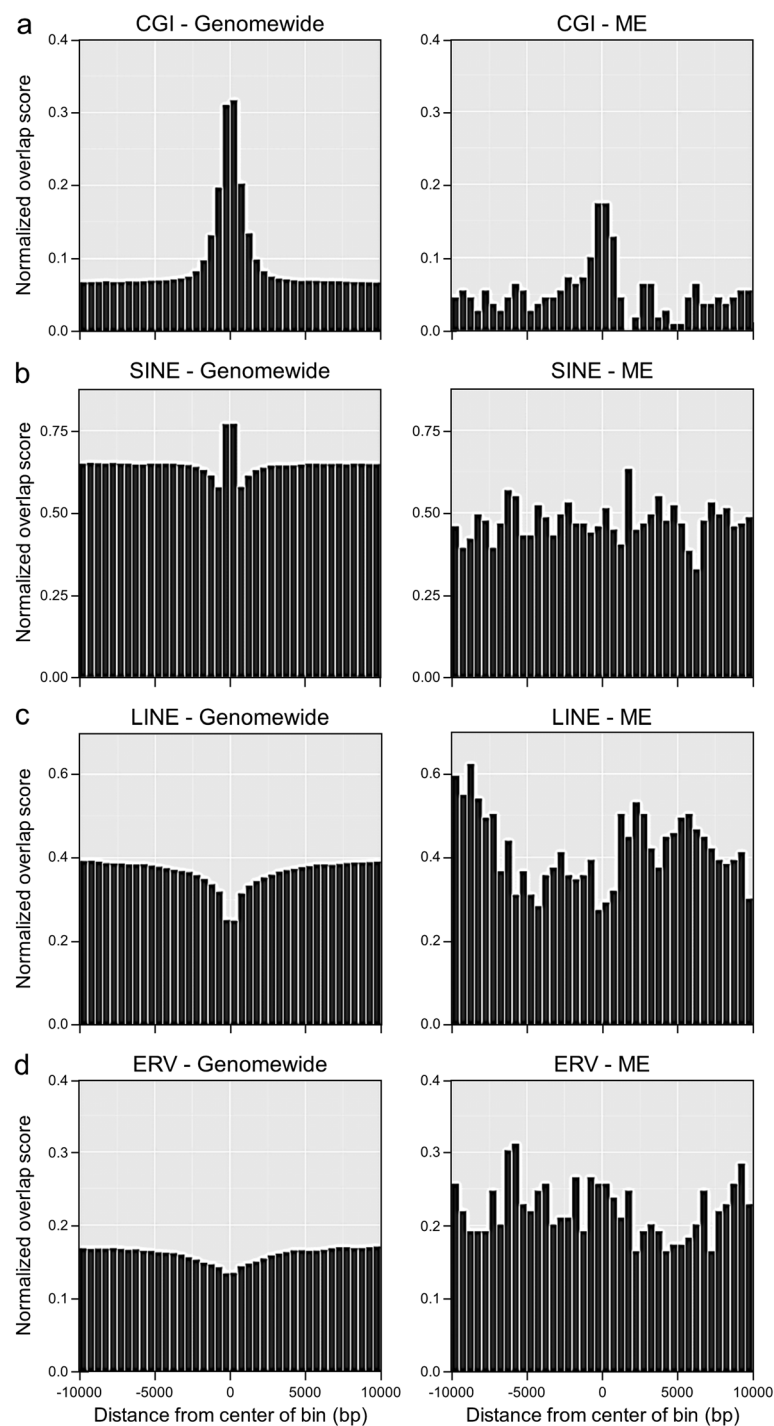 a
CGI - Genomewide
CGI - ME
Normalized overlap score
0.4
0.3
0.2
0.1
0.0
0.4
0.3
0.2
0.1
0.0
b
SINE - Genomewide
SINE - ME
Normalized overlap score
0.75
0.50
0.25
0.00
0.75
0.50
0.25
0.00
c
LINE - Genomewide
LINE - ME
Normalized overlap score
0.6
0.4
0.2
0.0
0.6
0.4
0.2
0.0
d
ERV - Genomewide
ERV - ME
Normalized overlap score
0.4
0.3
0.2
0.1
0.0
0.4
0.3
0.2
0.1
0.0
-10000 -5000 0 5000 10000
-10000 -5000 0 5000 10000
Distance from center of bin (bp)
Distance from center of bin (bp)